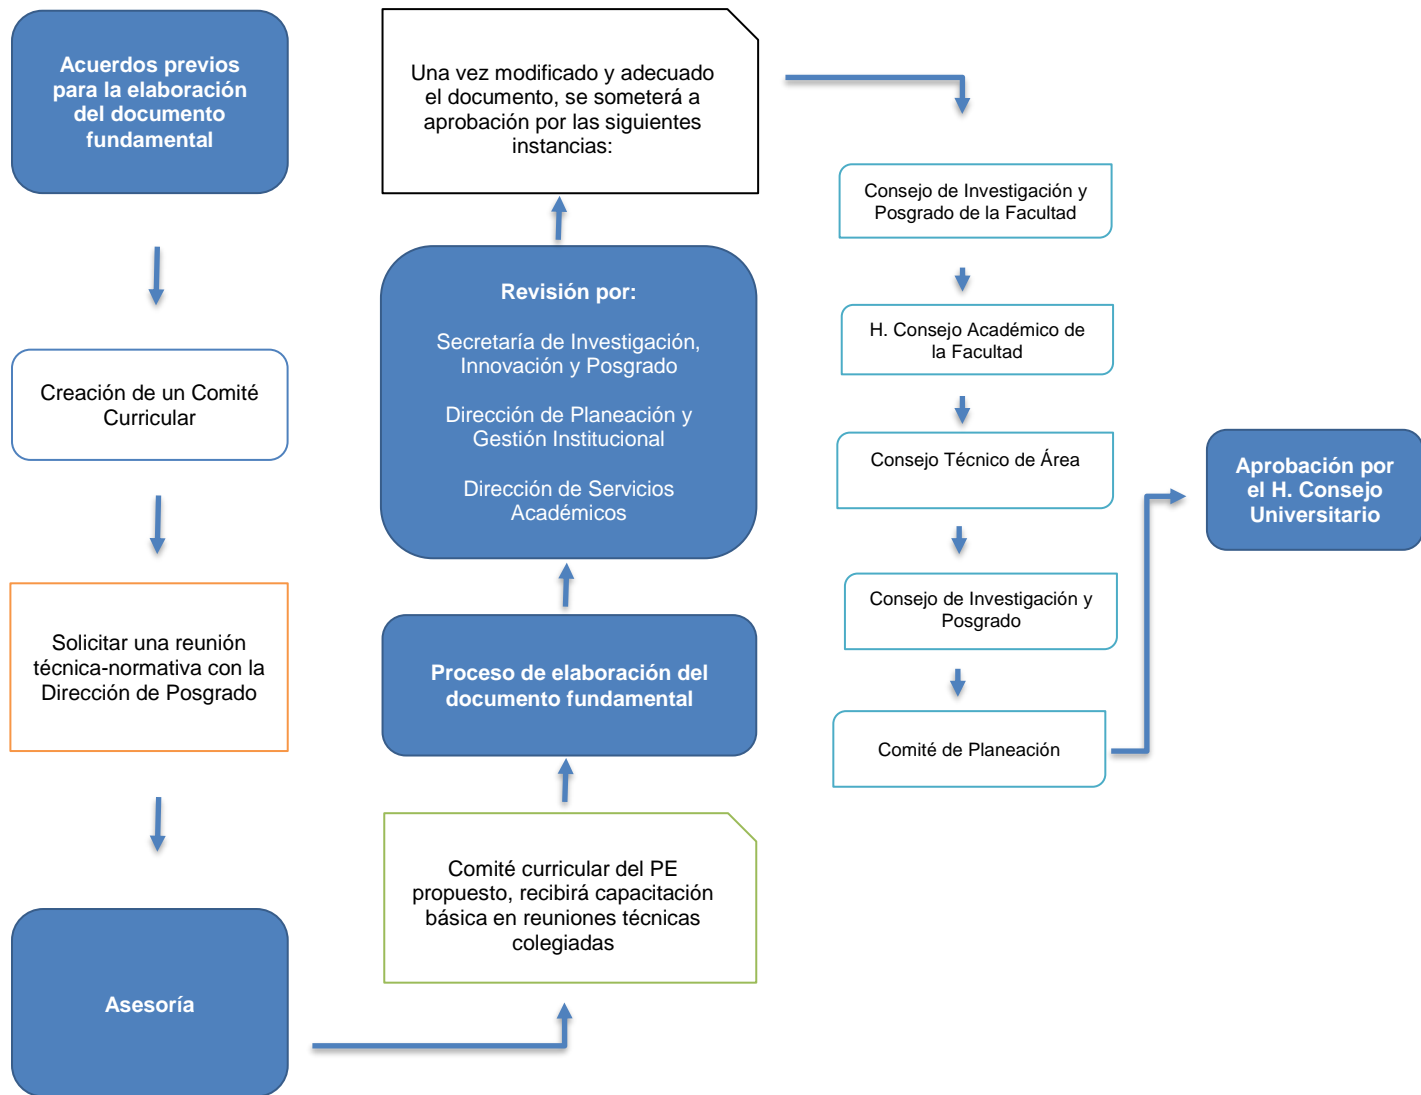 Acuerdos previos
para la elaboración
del documento
fundamental
Creación de un Comité
Curricular
Solicitar una reunión
técnica-normativa con la
Dirección de Posgrado
Asesoría
Comité curricular del PE
propuesto, recibirá capacitación
básica en reuniones técnicas
colegiadas
Proceso de elaboración del
documento fundamental
Revisión por:
Secretaría de Investigación,
Innovación y Posgrado
Dirección de Planeación y
Gestión Institucional
Dirección de Servicios
Académicos
Una vez modificado y adecuado
el documento, se someterá a
aprobación por las siguientes
instancias:
Consejo de Investigación y
Posgrado de la Facultad
H. Consejo Académico de
la Facultad
Consejo Técnico de Área
Consejo de Investigación y
Posgrado
Comité de Planeación
Aprobación por
el H. Consejo
Universitario